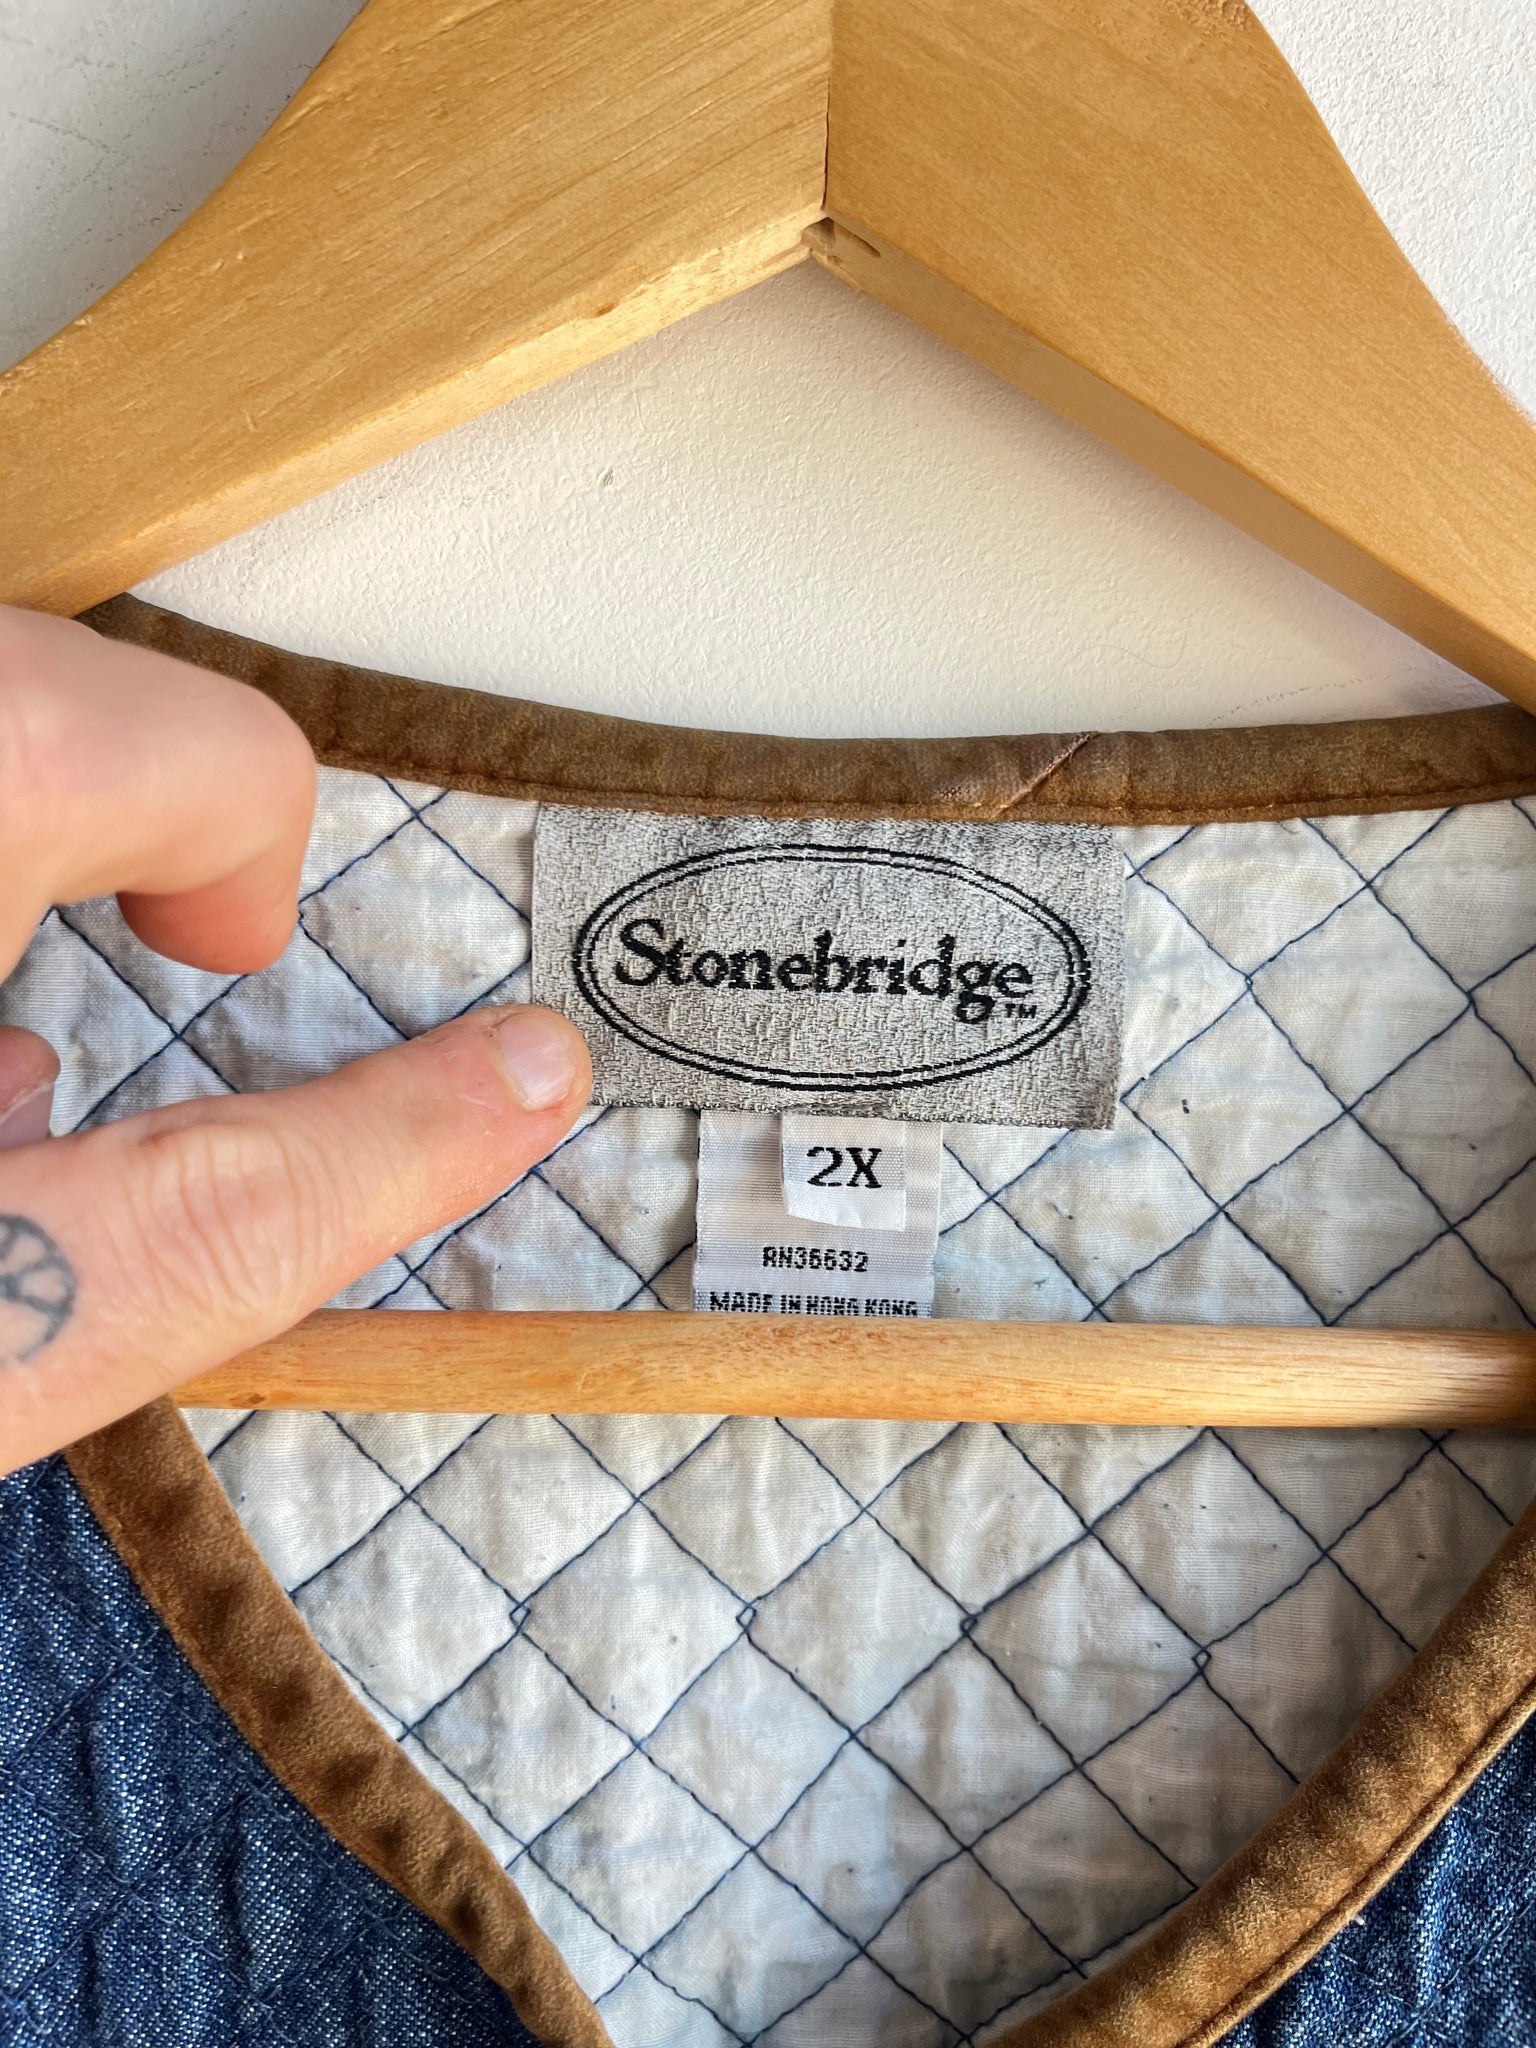 Stonebridge™
2X
RN36632
MADE IN HONG KONG